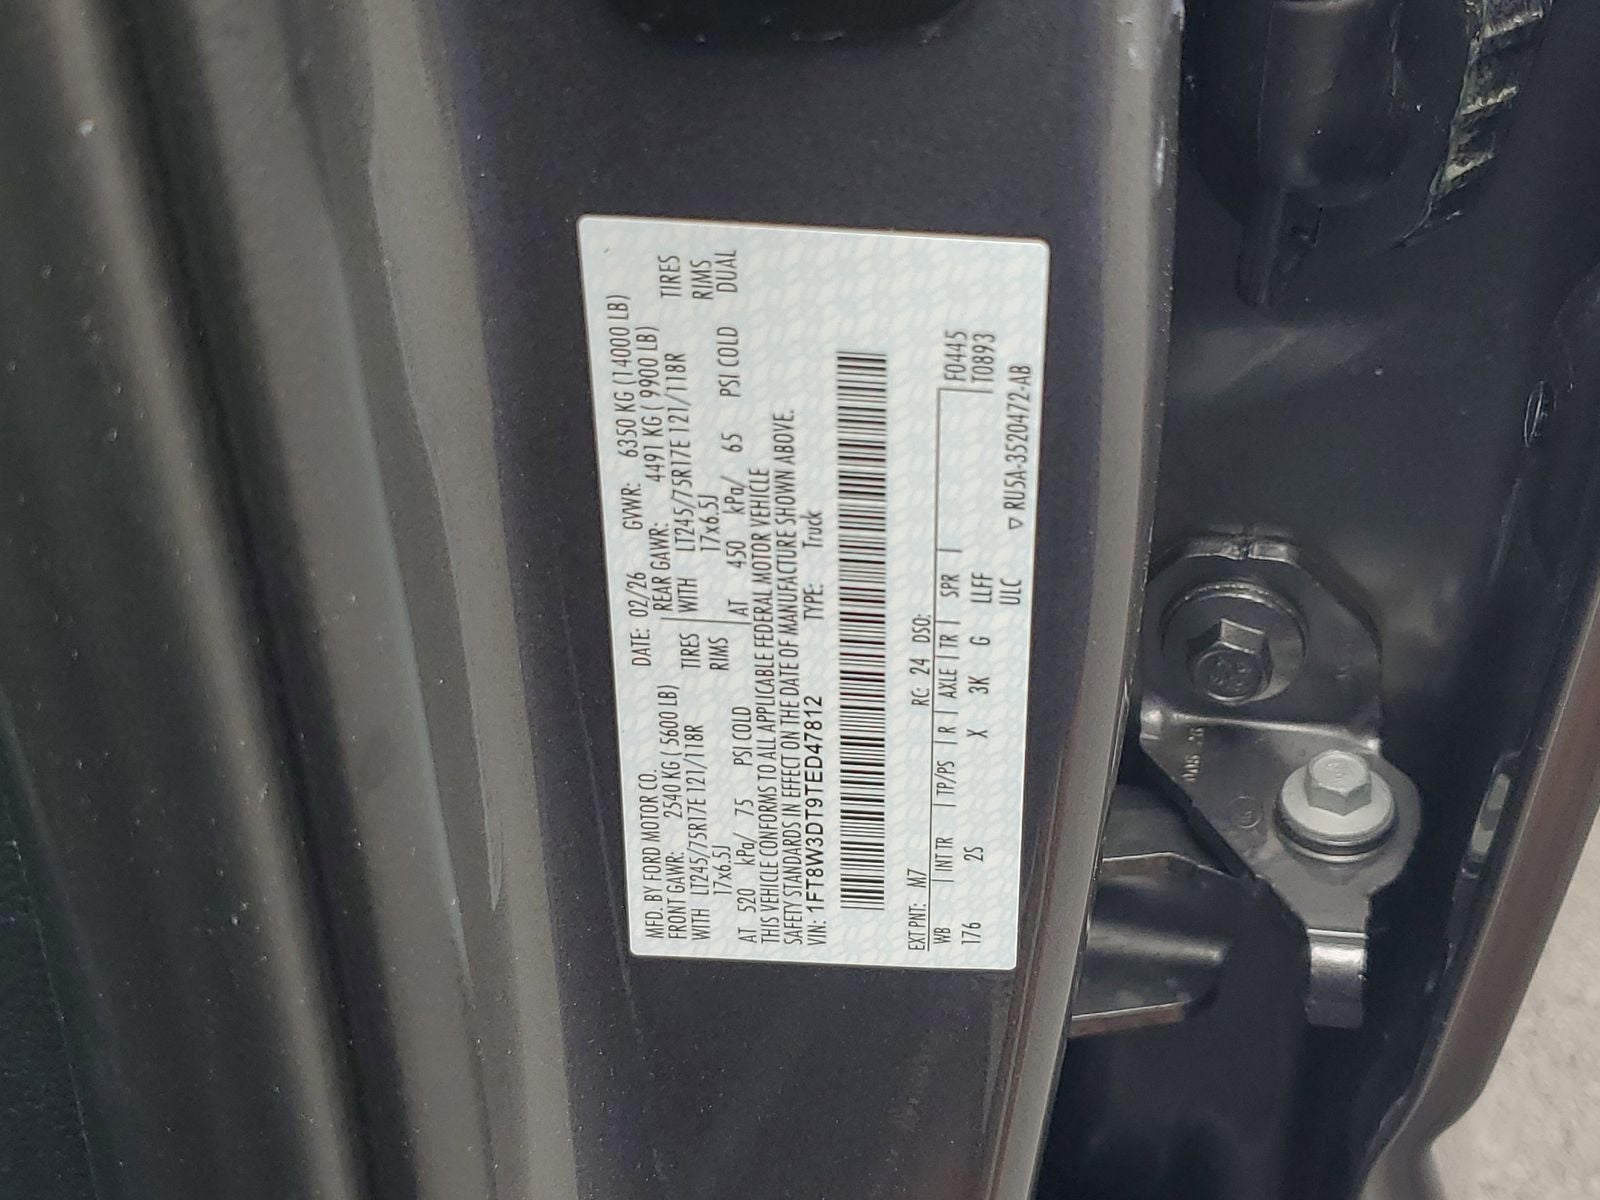 MFD. BY FORD MOTOR CO.
DATE: 02/26 GVWR: 6350 KG (14000 LB)
FRONT GAWR: 2540 KG ( 5600 LB) REAR GAWR: 4491 KG ( 9900 LB)
WITH LT245/75R17E 121/118R TIRES WITH LT245/75R17E 121/118R TIRES
17x6.5J RIMS 17x6.5J RIMS
AT 520 kPa/ 75 PSI COLD AT 450 kPa/ 65 PSI COLD DUAL
THIS VEHICLE CONFORMS TO ALL APPLICABLE FEDERAL MOTOR VEHICLE
SAFETY STANDARDS IN EFFECT ON THE DATE OF MANUFACTURE SHOWN ABOVE.
VIN: 1FT8W3DT9TED47812 TYPE: Truck
EXT PNT: M7 RC: 24 DSO:
WB INT TR TP/PS R AXLE TR SPR F0445
176 2S X 3K G LLFF T0893
ULC ▽ RU5A-3520472-AB